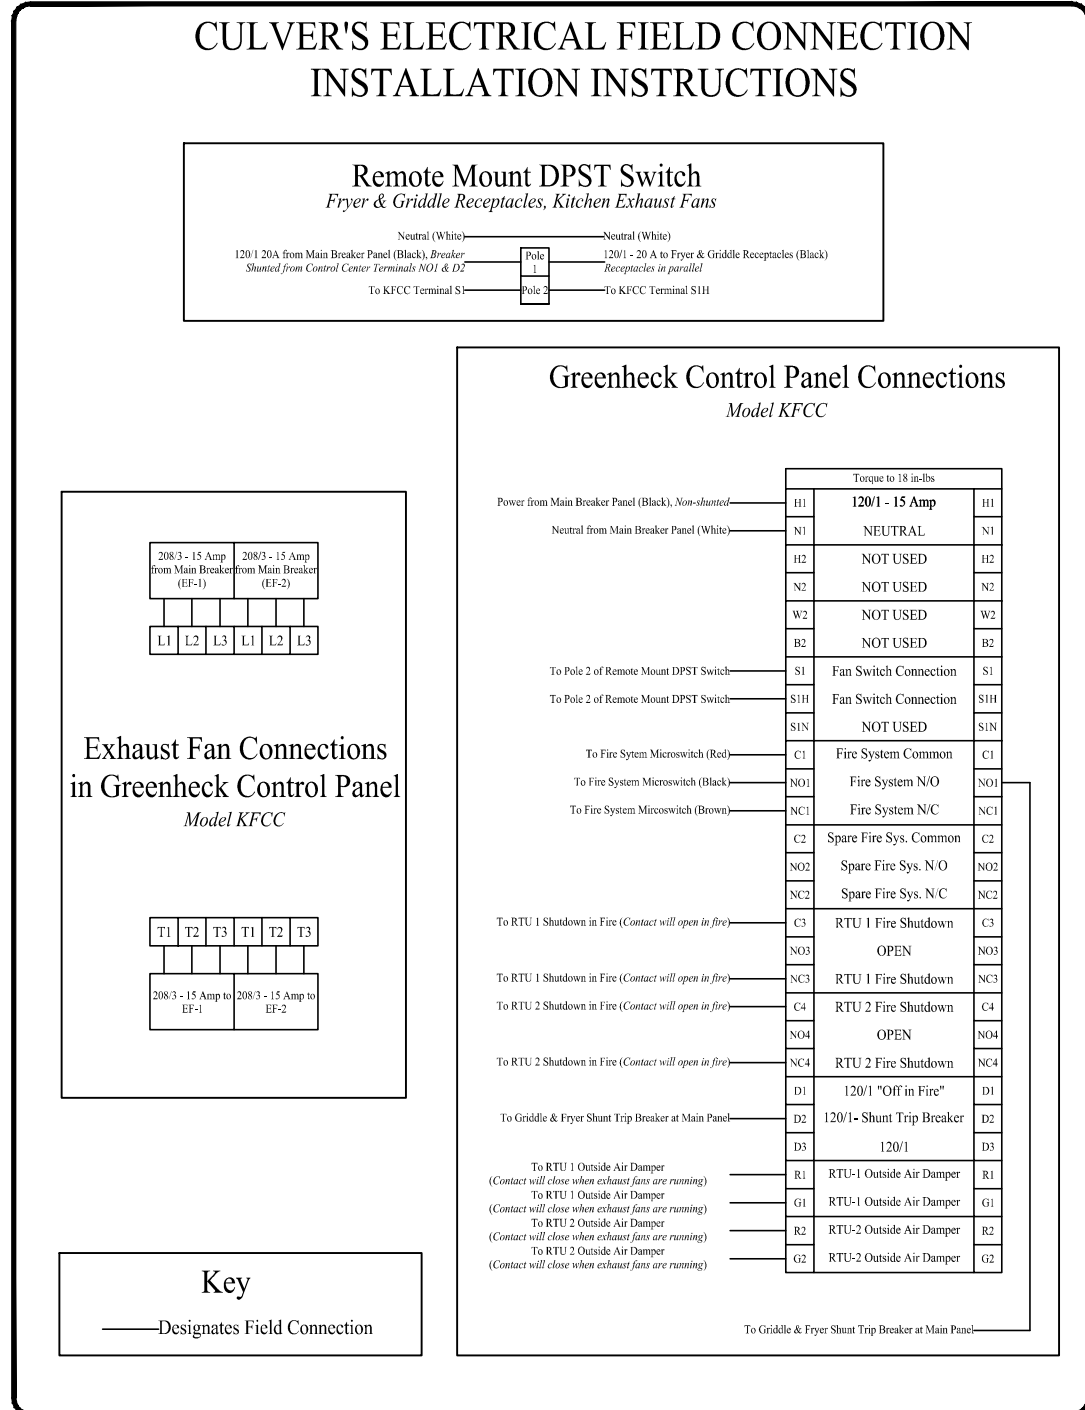 CULVER'S ELECTRICAL FIELD CONNECTION
INSTALLATION INSTRUCTIONS
Remote Mount DPST Switch
Fryer & Griddle Receptacles, Kitchen Exhaust Fans
Neutral (White) Neutral (White)
120/1 20A from Main Breaker Panel (Black), Breaker Pole 120/1 - 20 A to Fryer & Griddle Receptacles (Black)
Shunted from Control Center Terminals NO1 & D2 1 Receptacles in parallel
To KFCC Terminal S1 Pole 2 To KFCC Terminal S1H
Greenheck Control Panel Connections
Model KFCC
Torque to 18 in-lbs
Power from Main Breaker Panel (Black), Non-shunted H1 120/1 - 15 Amp H1
Neutral from Main Breaker Panel (White) N1 NEUTRAL N1
H2 NOT USED H2
N2 NOT USED N2
W2 NOT USED W2
B2 NOT USED B2
To Pole 2 of Remote Mount DPST Switch S1 Fan Switch Connection S1
To Pole 2 of Remote Mount DPST Switch S1H Fan Switch Connection S1H
S1N NOT USED S1N
To Fire Sytem Microswitch (Red) C1 Fire System Common C1
To Fire System Microswitch (Black) NO1 Fire System N/O NO1
To Fire System Mircoswitch (Brown) NC1 Fire System N/C NC1
C2 Spare Fire Sys. Common C2
NO2 Spare Fire Sys. N/O NO2
NC2 Spare Fire Sys. N/C NC2
To RTU 1 Shutdown in Fire (Contact will open in fire) C3 RTU 1 Fire Shutdown C3
NO3 OPEN NO3
To RTU 1 Shutdown in Fire (Contact will open in fire) NC3 RTU 1 Fire Shutdown NC3
To RTU 2 Shutdown in Fire (Contact will open in fire) C4 RTU 2 Fire Shutdown C4
NO4 OPEN NO4
To RTU 2 Shutdown in Fire (Contact will open in fire) NC4 RTU 2 Fire Shutdown NC4
D1 120/1 "Off in Fire" D1
To Griddle & Fryer Shunt Trip Breaker at Main Panel D2 120/1- Shunt Trip Breaker D2
D3 120/1 D3
To RTU 1 Outside Air Damper
(Contact will close when exhaust fans are running) R1 RTU-1 Outside Air Damper R1
To RTU 1 Outside Air Damper
(Contact will close when exhaust fans are running) G1 RTU-1 Outside Air Damper G1
To RTU 2 Outside Air Damper
(Contact will close when exhaust fans are running) R2 RTU-2 Outside Air Damper R2
To RTU 2 Outside Air Damper
(Contact will close when exhaust fans are running) G2 RTU-2 Outside Air Damper G2
To Griddle & Fryer Shunt Trip Breaker at Main Panel
208/3 - 15 Amp 208/3 - 15 Amp
from Main Breaker from Main Breaker
(EF-1) (EF-2)
L1 L2 L3 L1 L2 L3
Exhaust Fan Connections
in Greenheck Control Panel
Model KFCC
T1 T2 T3 T1 T2 T3
208/3 - 15 Amp to 208/3 - 15 Amp to
EF-1 EF-2
Key
Designates Field Connection